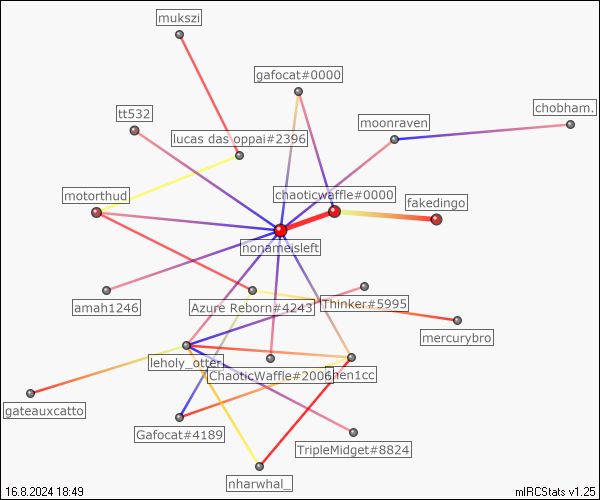 mukszi
gafocat#0000
chobham.
tt532
moonraven
lucas das oppai#2396
motorthud
chaoticwaffle#0000
fakedingo
nonameisleft
amah1246
Azure Reborn#4243
Thinker#5995
mercurybro
leholy_otter
ChaoticWaffle#2006
gateauxcatto
Gafocat#4189
TripleMidget#8824
nharwhal_
16.8.2024 18:49
mIRCStats v1.25